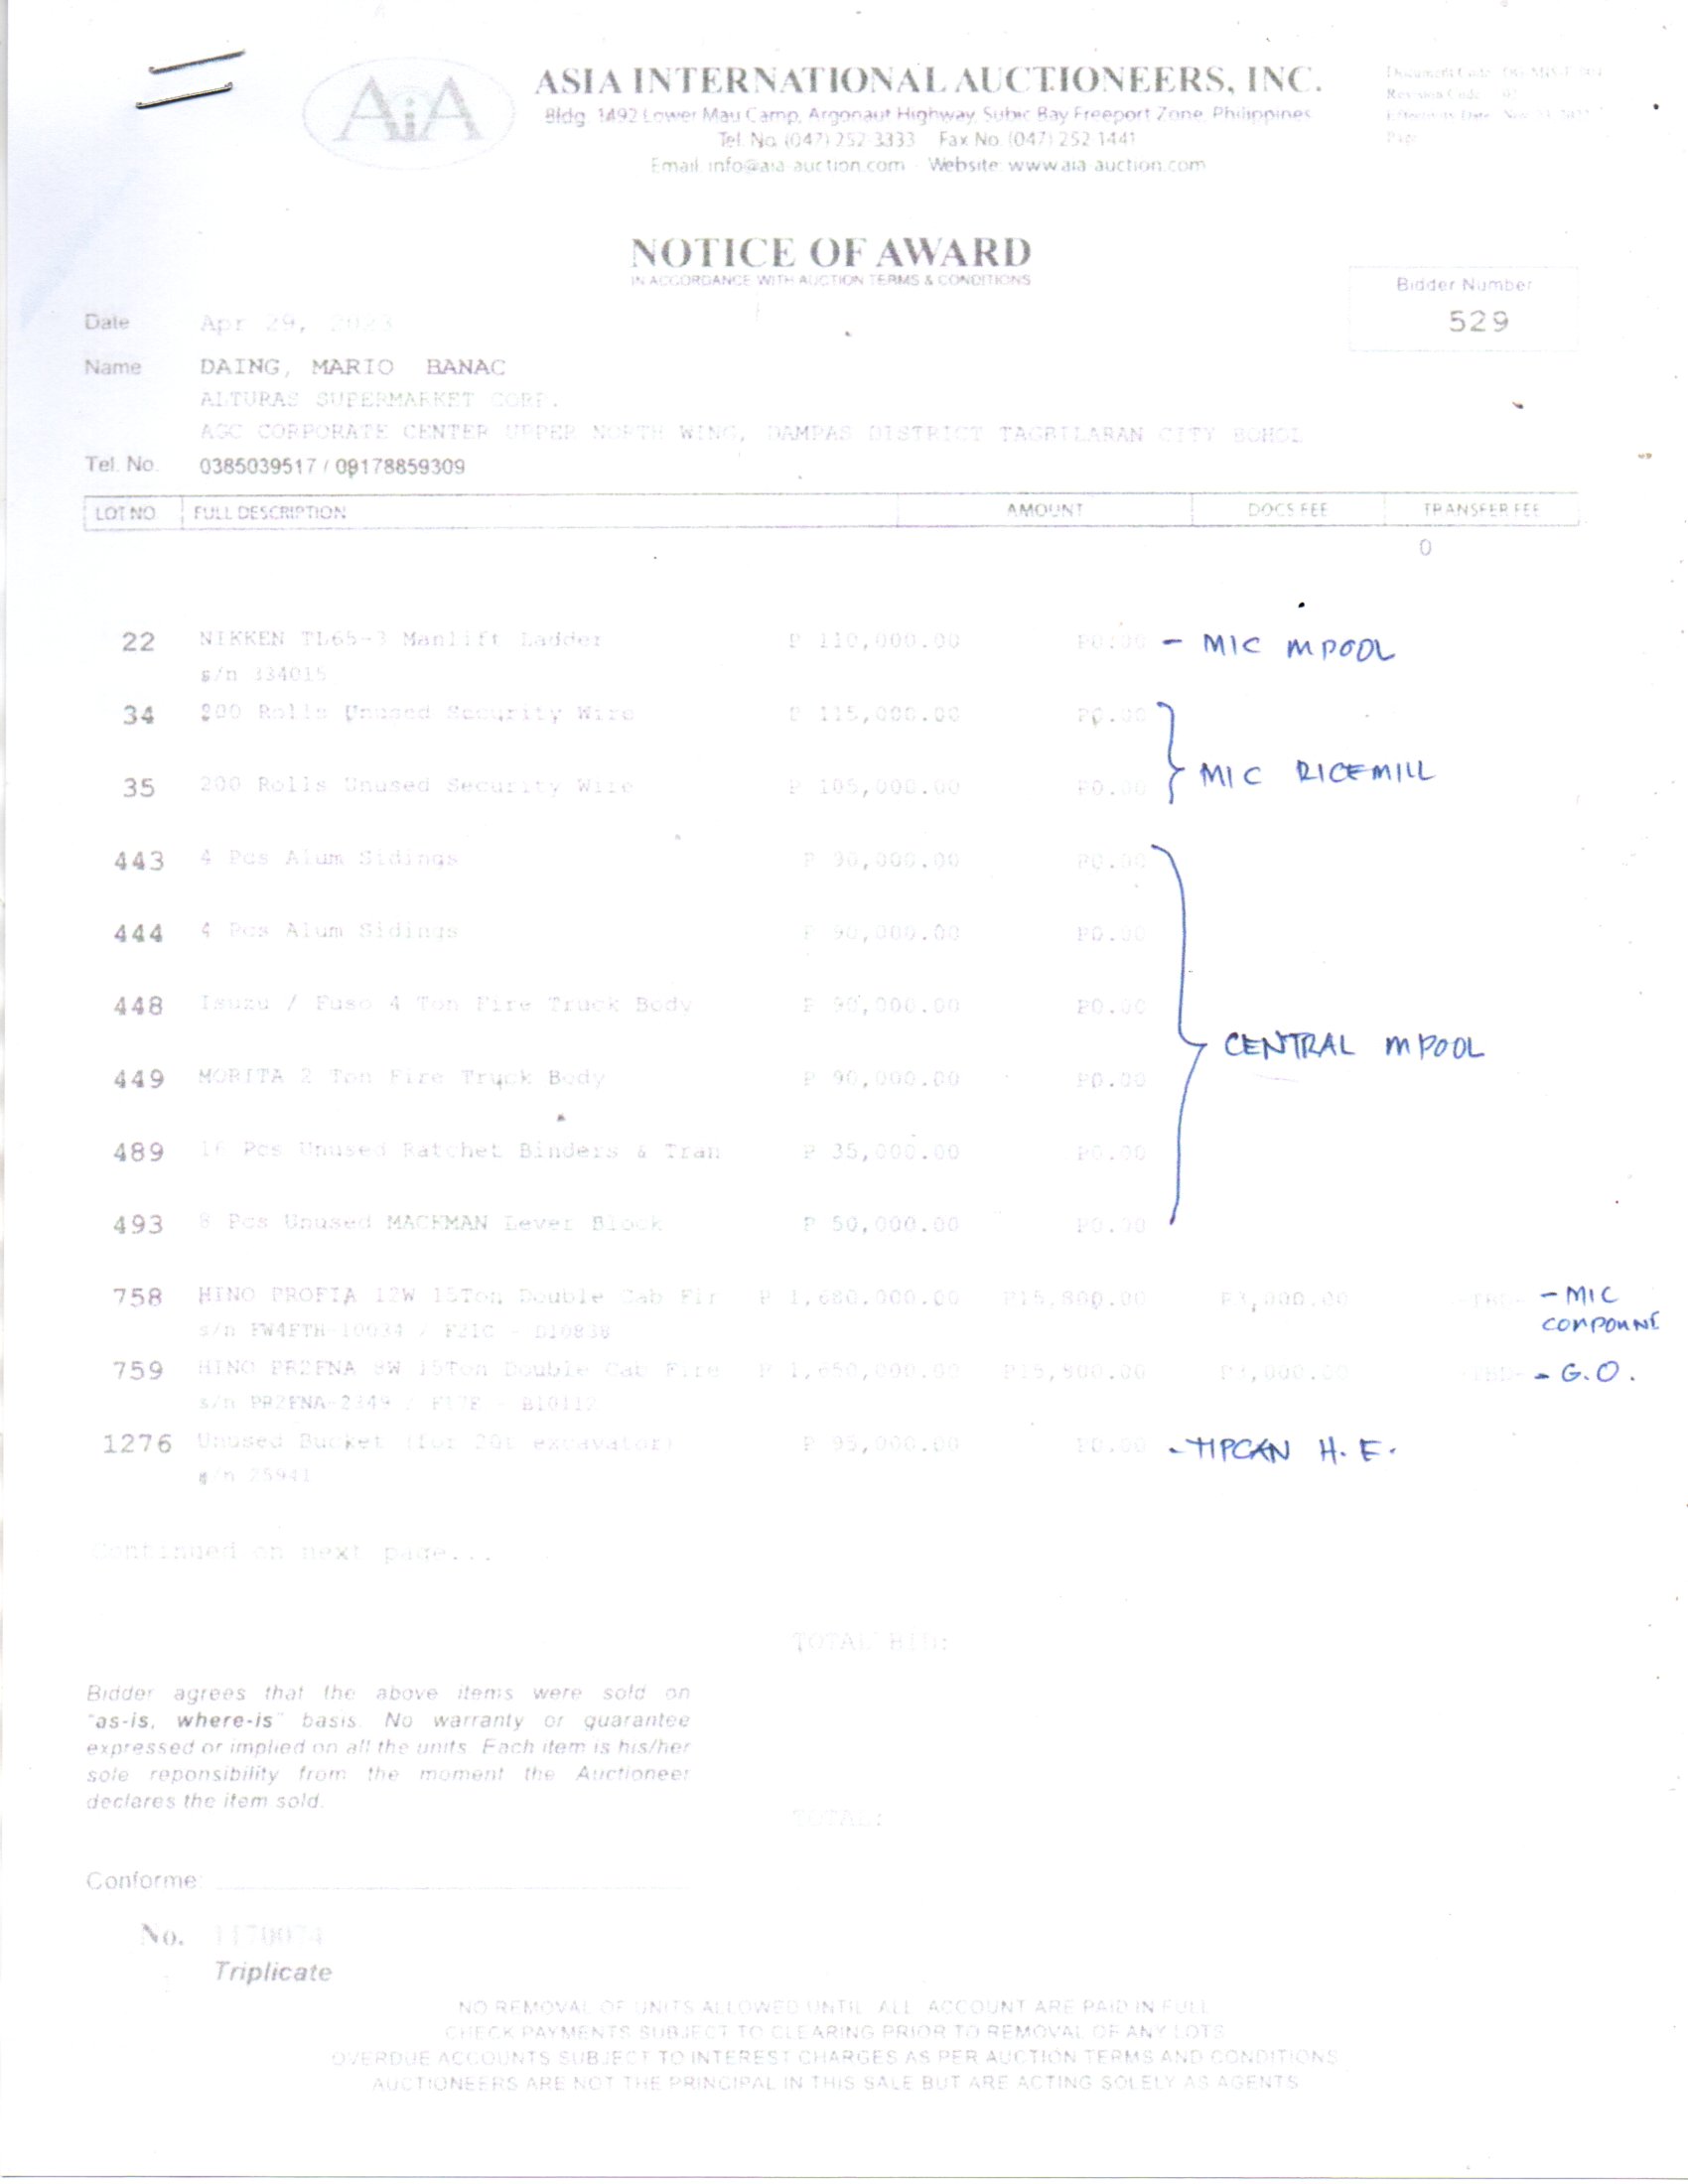 AiA
ASIA INTERNATIONAL AUCTIONEERS, INC.
Bldg. 1492 Lower Mau Camp, Argonaut Highway, Subic Bay Freeport Zone, Philippines
Tel. No. (047) 252-3333 Fax No. (047) 252-1441
Email: info@aia-auction.com - Website: www.aia-auction.com
Document Code
Revision Code
Effectivity Date
Page
NOTICE OF AWARD
IN ACCORDANCE WITH AUCTION TERMS & CONDITIONS
Bidder Number
529
Date Apr 29, 2023
Name DAING, MARIO BANAC
ALTURAS SUPERMARKET CORP.
AGC CORPORATE CENTER UPPER NORTH WING, DAMPAS DISTRICT TAGBILARAN CITY BOHOL
Tel. No. 0385039517 / 09178859309
LOT NO. FULL DESCRIPTION AMOUNT DOCS FEE TRANSFER FEE
0
22 NIKKEN TL65-3 Manlift Ladder P 110,000.00 P0.00 - MIC MPOOL
s/n 334015
34 200 Rolls Unused Security Wire P 115,000.00 P0.00
MIC RICEMILL
35 200 Rolls Unused Security Wire P 105,000.00 P0.00
443 4 Pcs Alum Sidings P 90,000.00 P0.00
444 4 Pcs Alum Sidings P 90,000.00 P0.00
448 Isuzu / Fuso 4 Ton Fire Truck Body P 90,000.00 P0.00
CENTRAL MPOOL
449 MORITA 2 Ton Fire Truck Body P 90,000.00 P0.00
489 Pcs Unused Ratchet Binders & Tran P 35,000.00 P0.00
493 8 Pcs Unused MACKMAN Lever Block P 50,000.00 P0.00
758 HINO PROFIA 12W 15Ton Double Cab Fir P 1,680,000.00 P15,800.00 P3,000.00 -TBD- - MIC
s/n FW4FTH-10034 / F21C - B10838 COMPOUND
759 HINO PR2FNA 8W 15Ton Double Cab Fire P 1,650,000.00 P15,800.00 P3,000.00 -TBD- - G.O.
s/n PR2FNA-2349 / F17E - B10112
1276 Unused Bucket (for 20t excavator) P 95,000.00 P0.00 - TIPCAN H.E.
s/n 25941
Continued on next page...
TOTAL BID:
Bidder agrees that the above items were sold on
"as-is, where-is" basis. No warranty or guarantee
expressed or implied on all the units. Each item is his/her
sole reponsibility from the moment the Auctioneer
declares the item sold.
TOTAL:
Conforme:
No. 1170074
Triplicate
NO REMOVAL OF UNITS ALLOWED UNTIL ALL ACCOUNT ARE PAID IN FULL
CHECK PAYMENTS SUBJECT TO CLEARING PRIOR TO REMOVAL OF ANY LOTS
OVERDUE ACCOUNTS SUBJECT TO INTEREST CHARGES AS PER AUCTION TERMS AND CONDITIONS
AUCTIONEERS ARE NOT THE PRINCIPAL IN THIS SALE BUT ARE ACTING SOLELY AS AGENTS